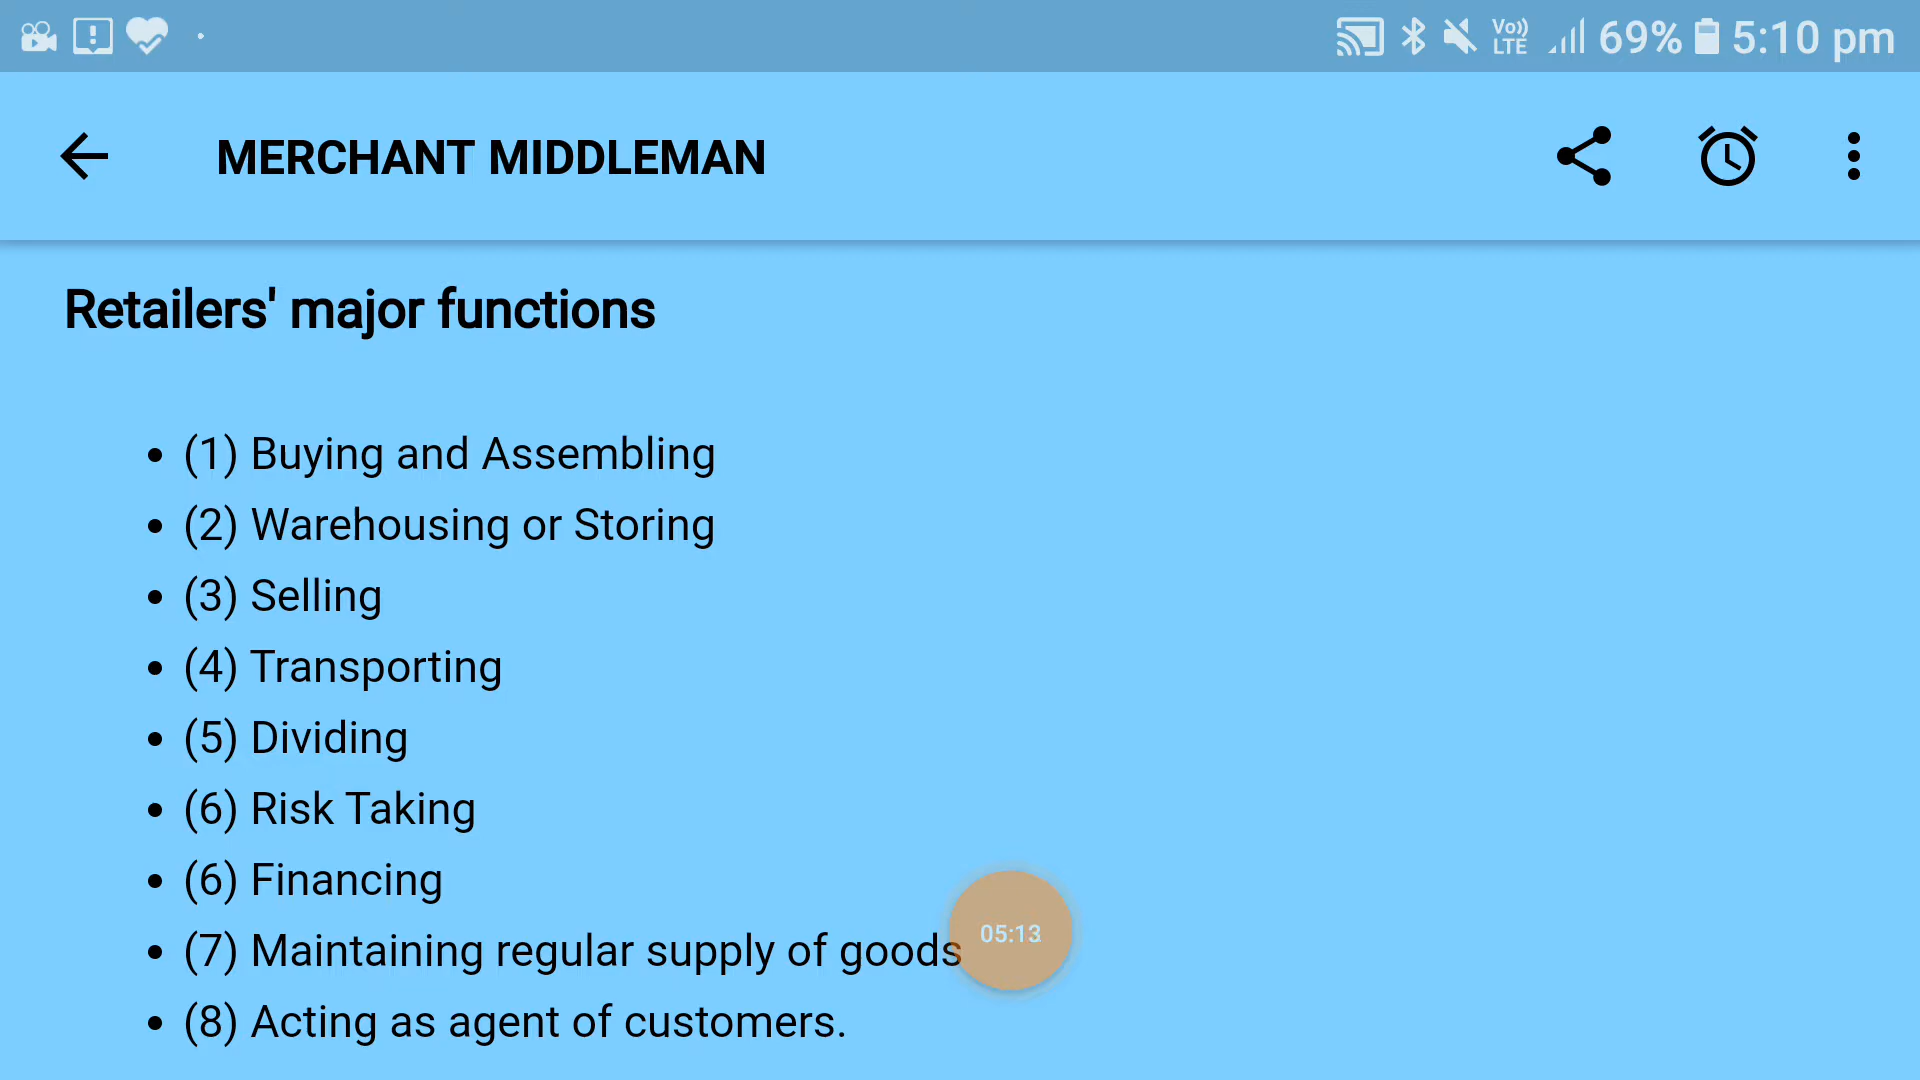 Vo)) LTE 69% 5:10 pm
MERCHANT MIDDLEMAN
Retailers' major functions
• (1) Buying and Assembling
• (2) Warehousing or Storing
• (3) Selling
• (4) Transporting
• (5) Dividing
• (6) Risk Taking
• (6) Financing
• (7) Maintaining regular supply of goods
05:13
• (8) Acting as agent of customers.